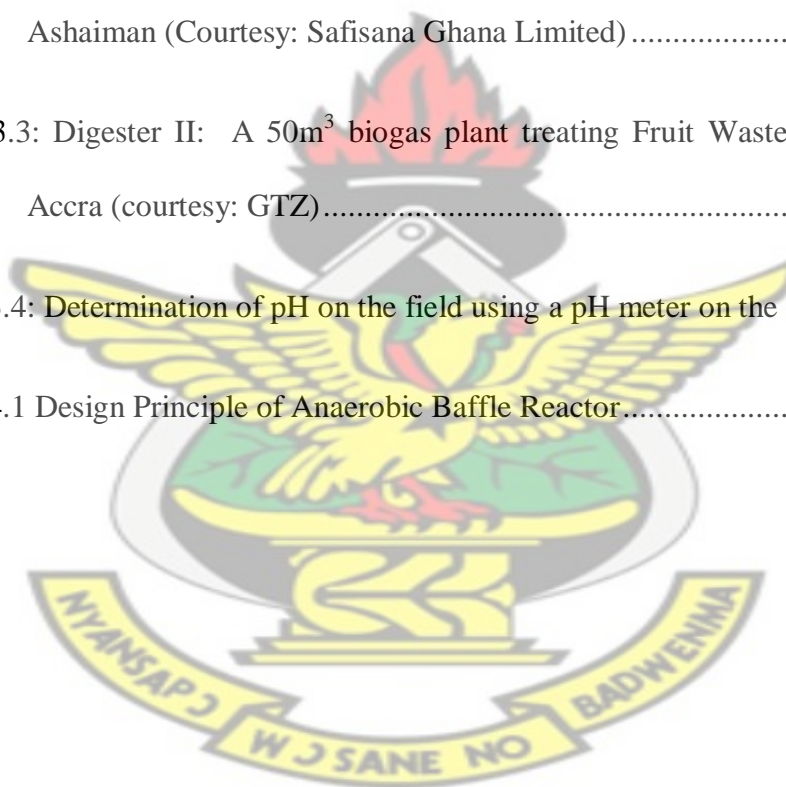 Ashaiman (Courtesy: Safisana Ghana Limited)...................
3.3: Digester II: A 50m³ biogas plant treating Fruit Waste
Accra (courtesy: GTZ)........................................................
.4: Determination of pH on the field using a pH meter on the
.1 Design Principle of Anaerobic Baffle Reactor....................
NYANSAPƆ WƆSANE NO BADWENMA